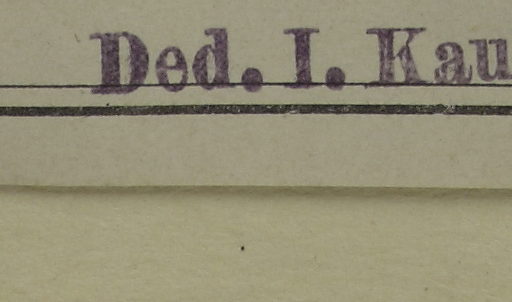 Ded. I. Kau